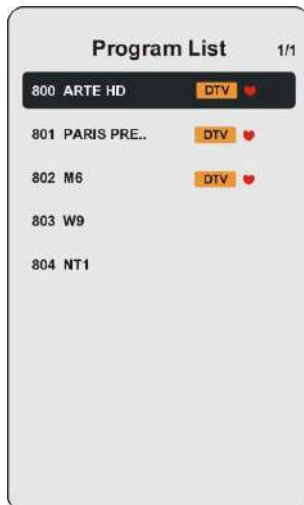 Program List 1/1
800 ARTE HD DTV
801 PARIS PRE.. DTV
802 M6 DTV
803 W9
804 NT1